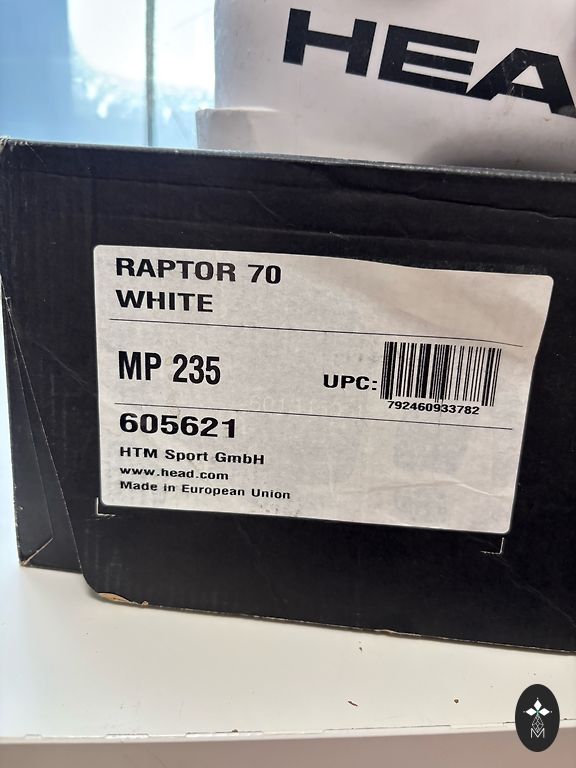 HEA
RAPTOR 70
WHITE
MP 235
UPC:
792460933782
605621
HTM Sport GmbH
www.head.com
Made in European Union
M